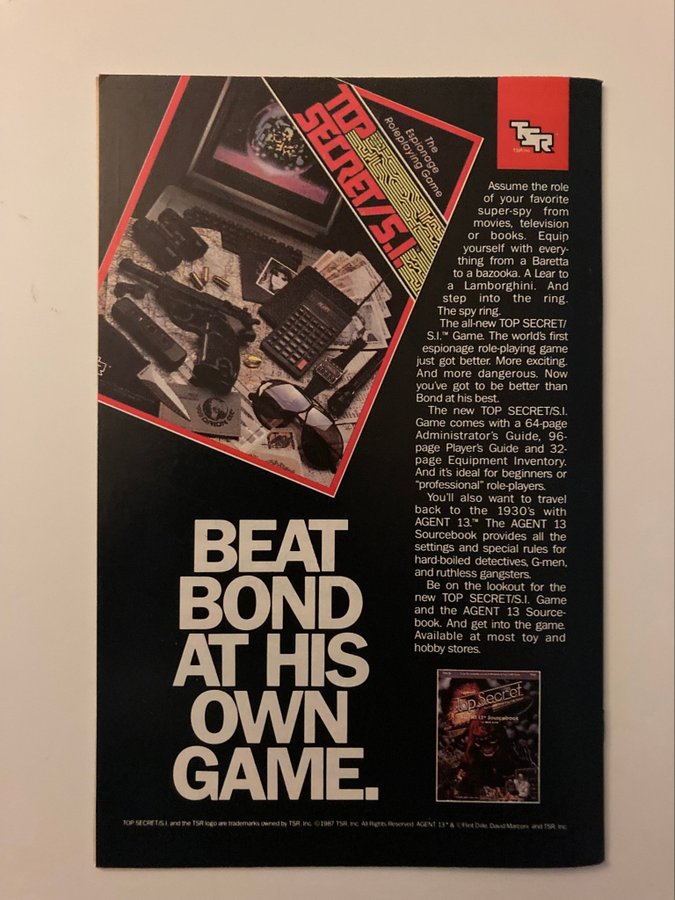 TOP
SECRET/S.I.
The
Espionage
Roleplaying Game
TSR
Assume the role
of your favorite
super-spy from
movies, television
or books. Equip
yourself with every-
thing from a Baretta
to a bazooka. A Lear to
a Lamborghini. And
step into the ring.
The spy ring.
The all-new TOP SECRET/
S.I.™ Game. The world's first
espionage role-playing game
just got better. More exciting.
And more dangerous. Now
you've got to be better than
Bond at his best.
The new TOP SECRET/S.I.
Game comes with a 64-page
Administrator's Guide, 96-
page Player's Guide and 32-
page Equipment Inventory.
And it's ideal for beginners or
"professional" role-players.
You'll also want to travel
back to the 1930's with
AGENT 13.™ The AGENT 13
Sourcebook provides all the
settings and special rules for
hard-boiled detectives, G-men,
and ruthless gangsters.
Be on the lookout for the
new TOP SECRET/S.I. Game
and the AGENT 13 Source-
book. And get into the game.
Available at most toy and
hobby stores.
BEAT
BOND
AT HIS
OWN
GAME.
Top Secret
AGENT 13™ Sourcebook
TOP SECRET/S.I. and the TSR logo are trademarks owned by TSR, Inc. ©1987 TSR, Inc. All Rights Reserved. AGENT 13™ & ©Flint Dille, David Marconi and TSR, Inc.